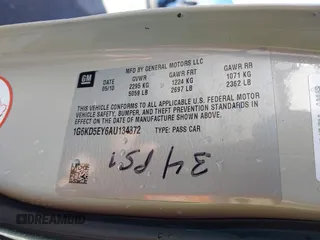 GM
MFD BY GENERAL MOTORS LLC
DATE GVWR GAWR FRT GAWR RR
05/10 2295 KG 1224 KG 1071 KG
5059 LB 2697 LB 2362 LB
THIS VEHICLE CONFORMS TO ALL APPLICABLE U.S. FEDERAL MOTOR
VEHICLE SAFETY, BUMPER, AND THEFT PREVENTION STANDARDS IN
EFFECT ON THE DATE OF MANUFACTURE SHOWN ABOVE.
1G6KD5EY6AU134872 TYPE: PASS CAR
34 PSI
DREAMBID